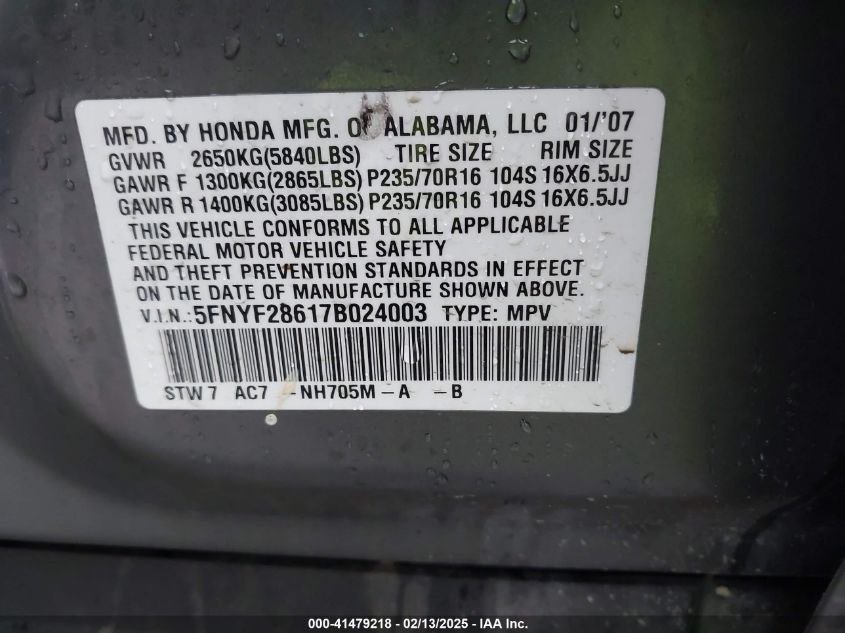 MFD. BY HONDA MFG. OF ALABAMA, LLC 01/'07
GVWR 2650KG(5840LBS) TIRE SIZE RIM SIZE
GAWR F 1300KG(2865LBS) P235/70R16 104S 16X6.5JJ
GAWR R 1400KG(3085LBS) P235/70R16 104S 16X6.5JJ
THIS VEHICLE CONFORMS TO ALL APPLICABLE
FEDERAL MOTOR VEHICLE SAFETY
AND THEFT PREVENTION STANDARDS IN EFFECT
ON THE DATE OF MANUFACTURE SHOWN ABOVE.
V.I.N.: 5FNYF28617B024003 TYPE: MPV
STW7 AC7 -NH705M-A -B
000-41479218 - 02/13/2025 - IAA Inc.